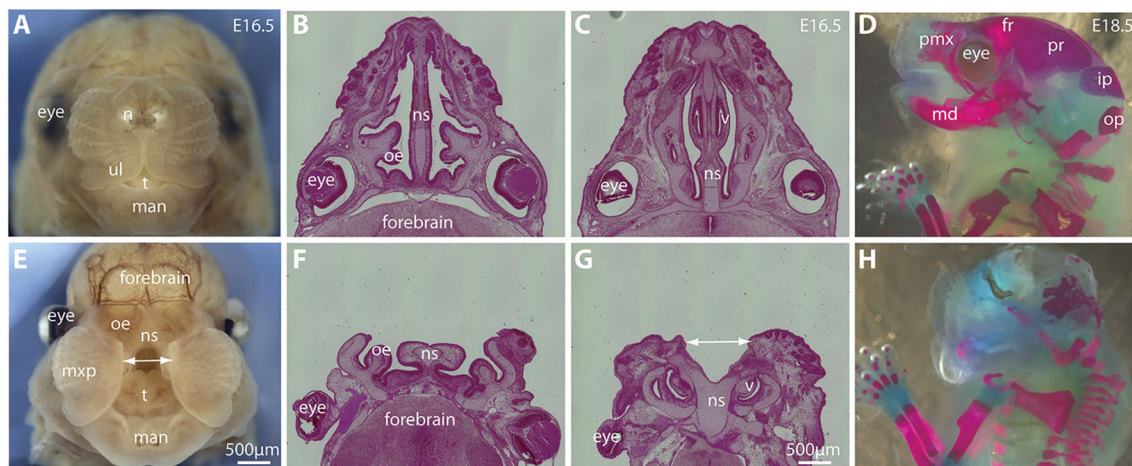 A E16.5
eye n
ul
t
man
B
ns
oe
eye
forebrain
C E16.5
v
eye ns
D E18.5
fr
pmx pr
eye
ip
md op
E
forebrain
eye oe
ns
mxp
t
man
500µm
F
oe ns
eye
forebrain
G
v
ns
eye
500µm
H